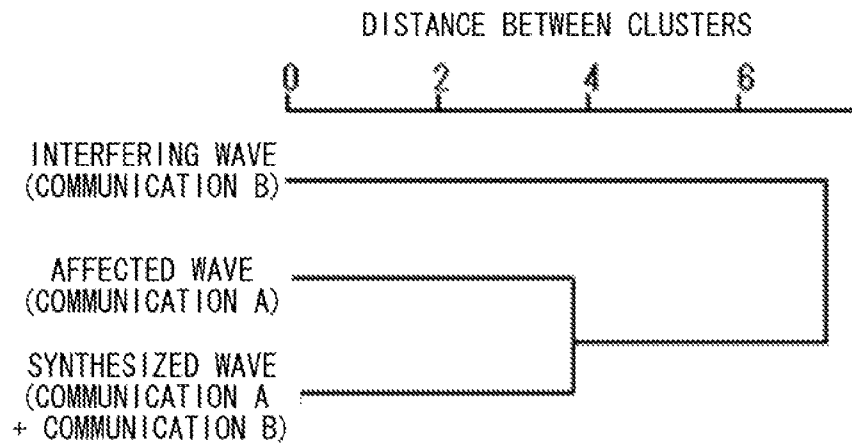 DISTANCE BETWEEN CLUSTERS
0 2 4 6
INTERFERING WAVE
(COMMUNICATION B)
AFFECTED WAVE
(COMMUNICATION A)
SYNTHESIZED WAVE
(COMMUNICATION A
+ COMMUNICATION B)